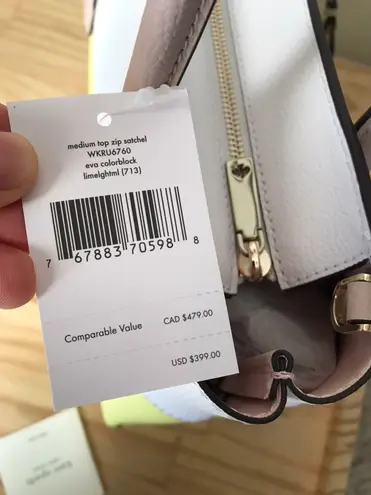 medium top zip satchel
WKRU6760
eva colorblock
limelghtml (713)
7 67883 70598 8
Comparable Value CAD $479.00
USD $399.00